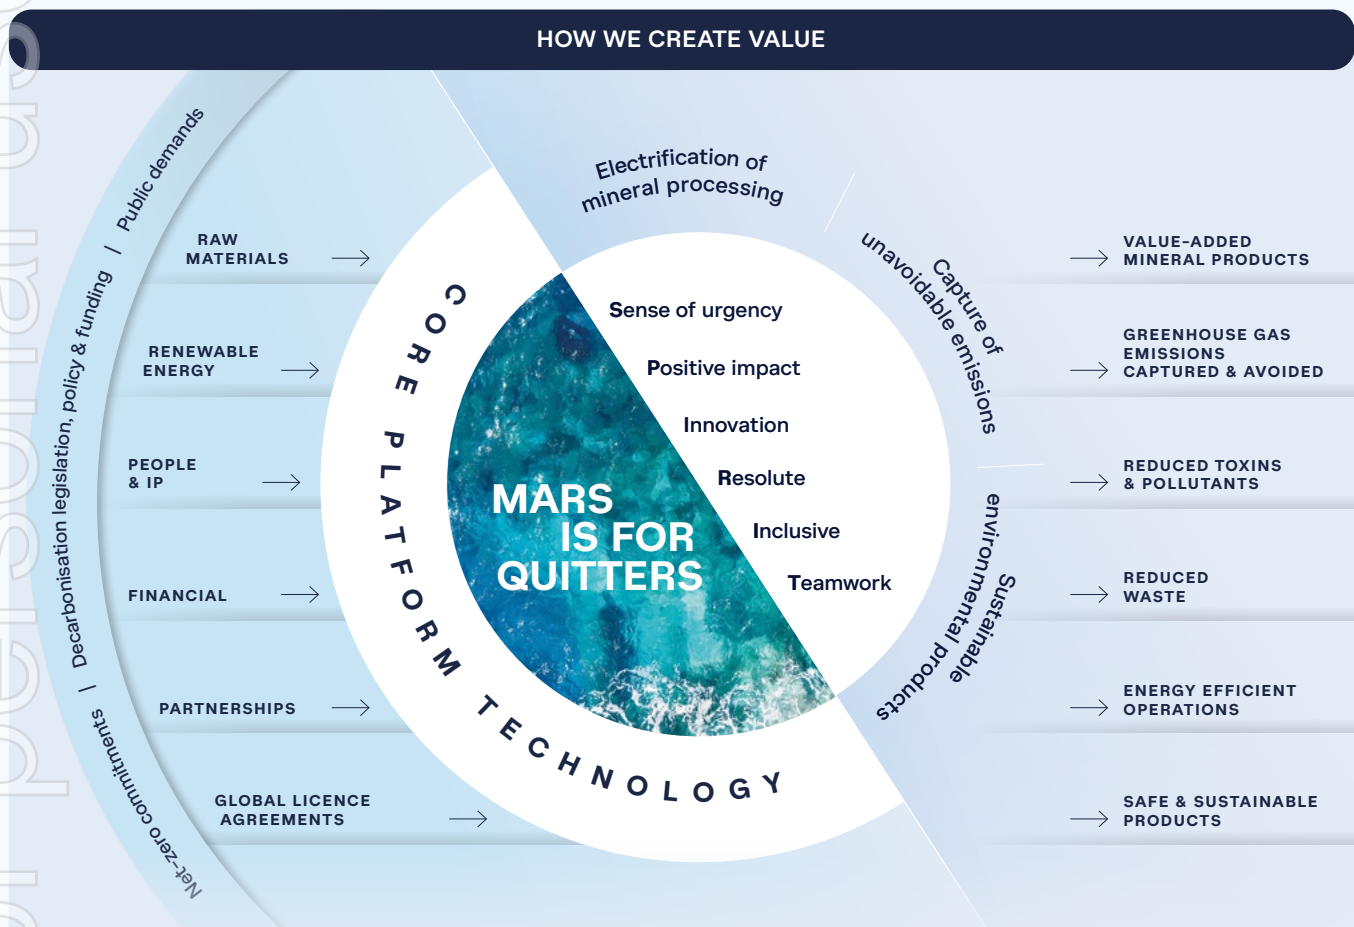 HOW WE CREATE VALUE
Public demands
|
Decarbonisation legislation, policy & funding
|
Net-zero commitments
RAW
MATERIALS
RENEWABLE
ENERGY
PEOPLE
& IP
FINANCIAL
PARTNERSHIPS
GLOBAL LICENCE
AGREEMENTS
CORE PLATFORM TECHNOLOGY
MARS
IS FOR
QUITTERS
Sense of urgency
Positive impact
Innovation
Resolute
Inclusive
Teamwork
Electrification of
mineral processing
Capture of
unavoidable emissions
Sustainable
environmental products
VALUE-ADDED
MINERAL PRODUCTS
GREENHOUSE GAS
EMISSIONS
CAPTURED & AVOIDED
REDUCED TOXINS
& POLLUTANTS
REDUCED
WASTE
ENERGY EFFICIENT
OPERATIONS
SAFE & SUSTAINABLE
PRODUCTS